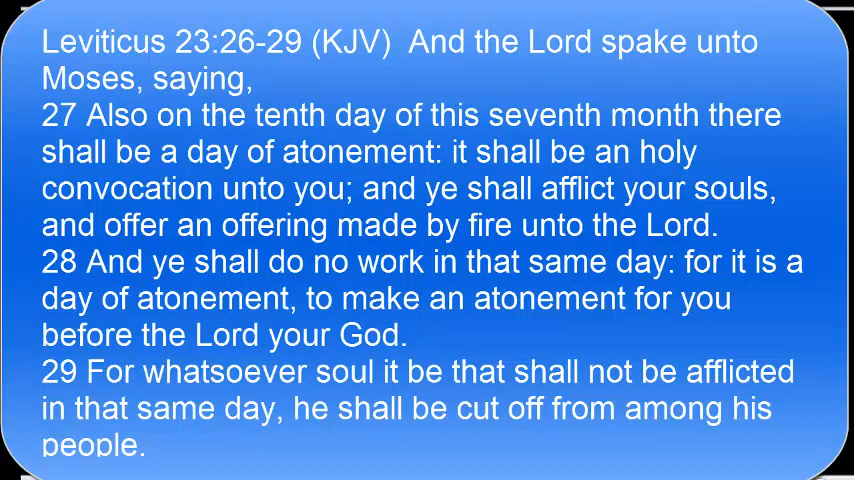 Leviticus 23:26-29 (KJV)  And the Lord spake unto
Moses, saying,
27 Also on the tenth day of this seventh month there
shall be a day of atonement: it shall be an holy
convocation unto you; and ye shall afflict your souls,
and offer an offering made by fire unto the Lord.
28 And ye shall do no work in that same day: for it is a
day of atonement, to make an atonement for you
before the Lord your God.
29 For whatsoever soul it be that shall not be afflicted
in that same day, he shall be cut off from among his
people.